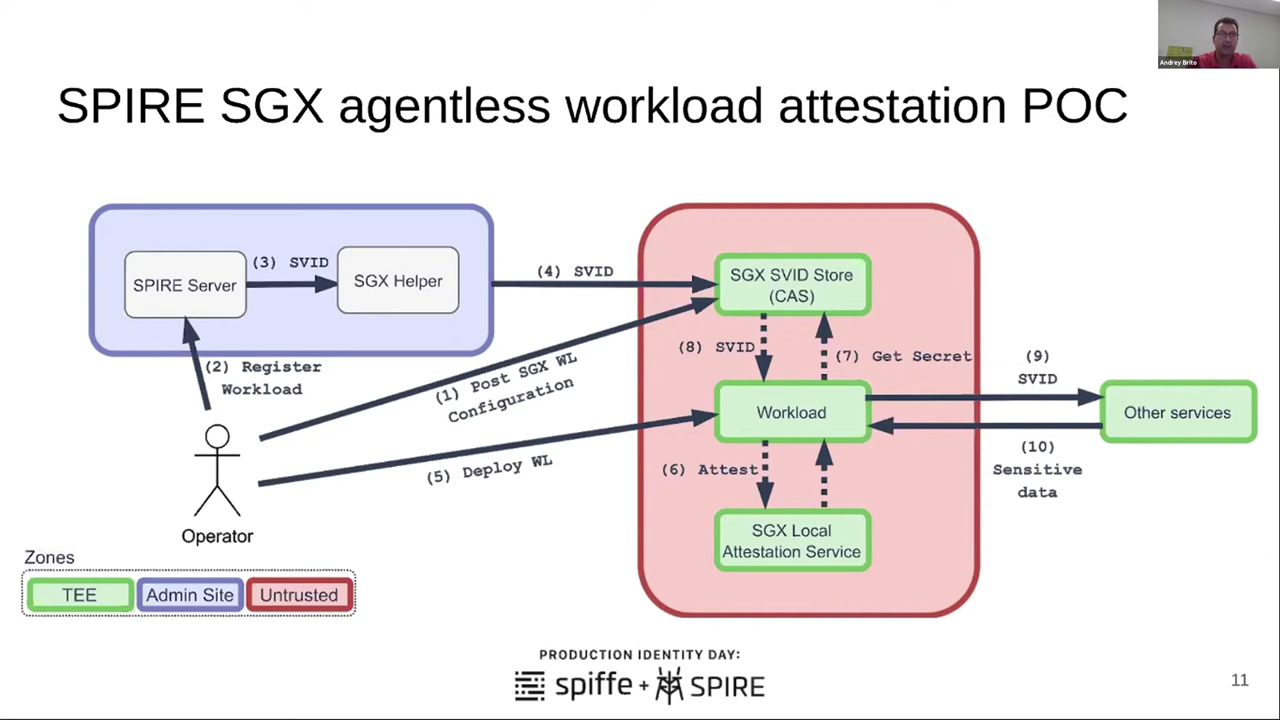 Andrey Brito
SPIRE SGX agentless workload attestation POC
SPIRE Server
(3) SVID
SGX Helper
(4) SVID
SGX SVID Store
(CAS)
(2) Register
Workload
(1) Post SGX WL
Configuration
(8) SVID
(7) Get Secret
(9)
SVID
Workload
Other services
(5) Deploy WL
(6) Attest
(10)
Sensitive
data
SGX Local
Attestation Service
Operator
Zones
TEE
Admin Site
Untrusted
PRODUCTION IDENTITY DAY:
spiffe + SPIRE
11